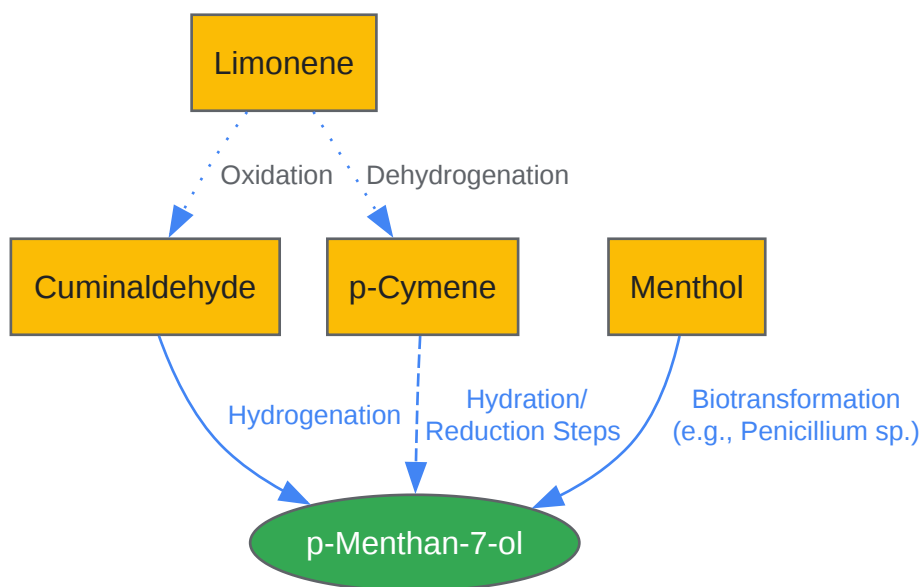 Limonene
Oxidation
Dehydrogenation
Cuminaldehyde
p-Cymene
Menthol
Hydrogenation
Hydration/
Reduction Steps
Biotransformation
(e.g., Penicillium sp.)
p-Menthan-7-ol